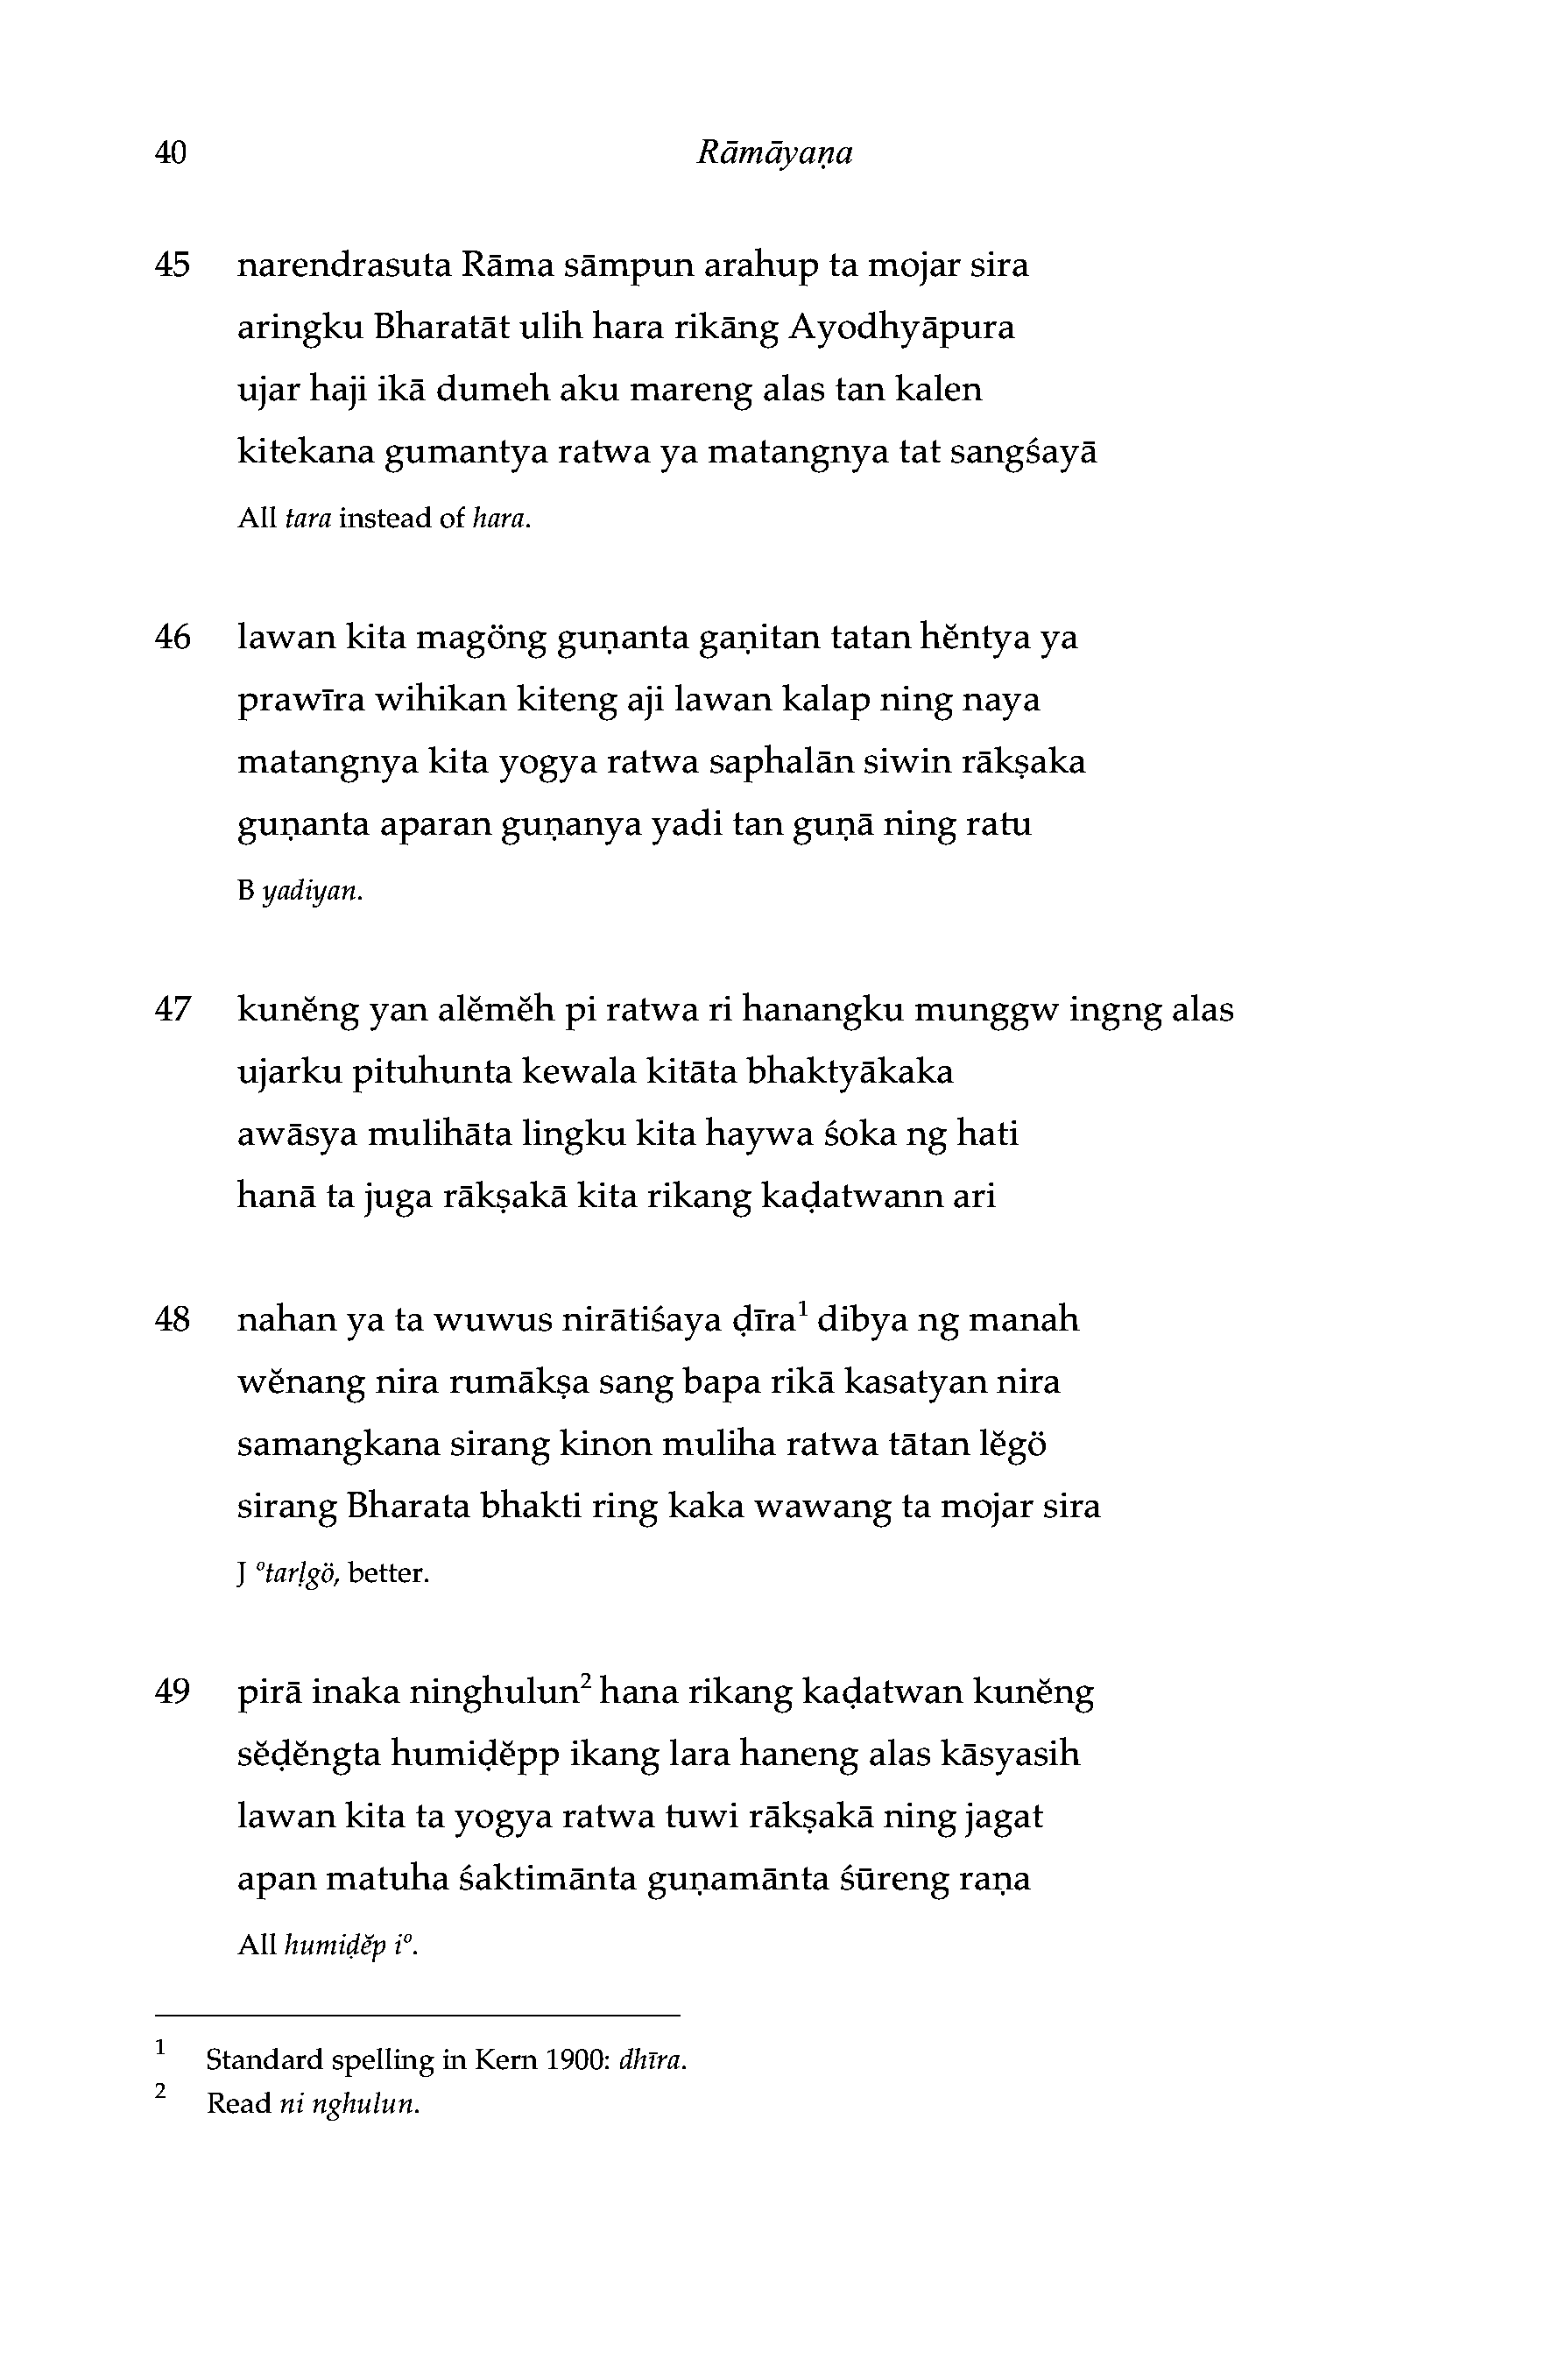 40 Rāmāyaṇa
45 narendrasuta Rāma sāmpun arahup ta mojar sira
aringku Bharatāt ulih hara rikāng Ayodhyāpura
ujar haji ikā dumeh aku mareng alas tan kalen
kitekana gumantya ratwa ya matangnya tat sangśayā
All tara instead of hara.
46 lawan kita magöng guṇanta gaṇitan tatan hĕntya ya
prawīra wihikan kiteng aji lawan kalap ning naya
matangnya kita yogya ratwa saphalān siwin rākṣaka
guṇanta aparan guṇanya yadi tan guṇā ning ratu
B yadiyan.
47 kunĕng yan alĕmĕh pi ratwa ri hanangku munggw ingng alas
ujarku pituhunta kewala kitāta bhaktyākaka
awāsya mulihāta lingku kita haywa śoka ng hati
hanā ta juga rākṣakā kita rikang kaḍatwann ari
48 nahan ya ta wuwus nirātiśaya ḍīra¹ dibya ng manah
wĕnang nira rumākṣa sang bapa rikā kasatyan nira
samangkana sirang kinon muliha ratwa tātan lĕgö
sirang Bharata bhakti ring kaka wawang ta mojar sira
J °tarḷgö, better.
49 pirā inaka ninghulun² hana rikang kaḍatwan kunĕng
sĕḍĕngta humiḍĕpp ikang lara haneng alas kāsyasih
lawan kita ta yogya ratwa tuwi rākṣakā ning jagat
apan matuha śaktimānta guṇamānta śūreng raṇa
All humiḍĕp i°.
1 Standard spelling in Kern 1900: dhīra.
2 Read ni nghulun.